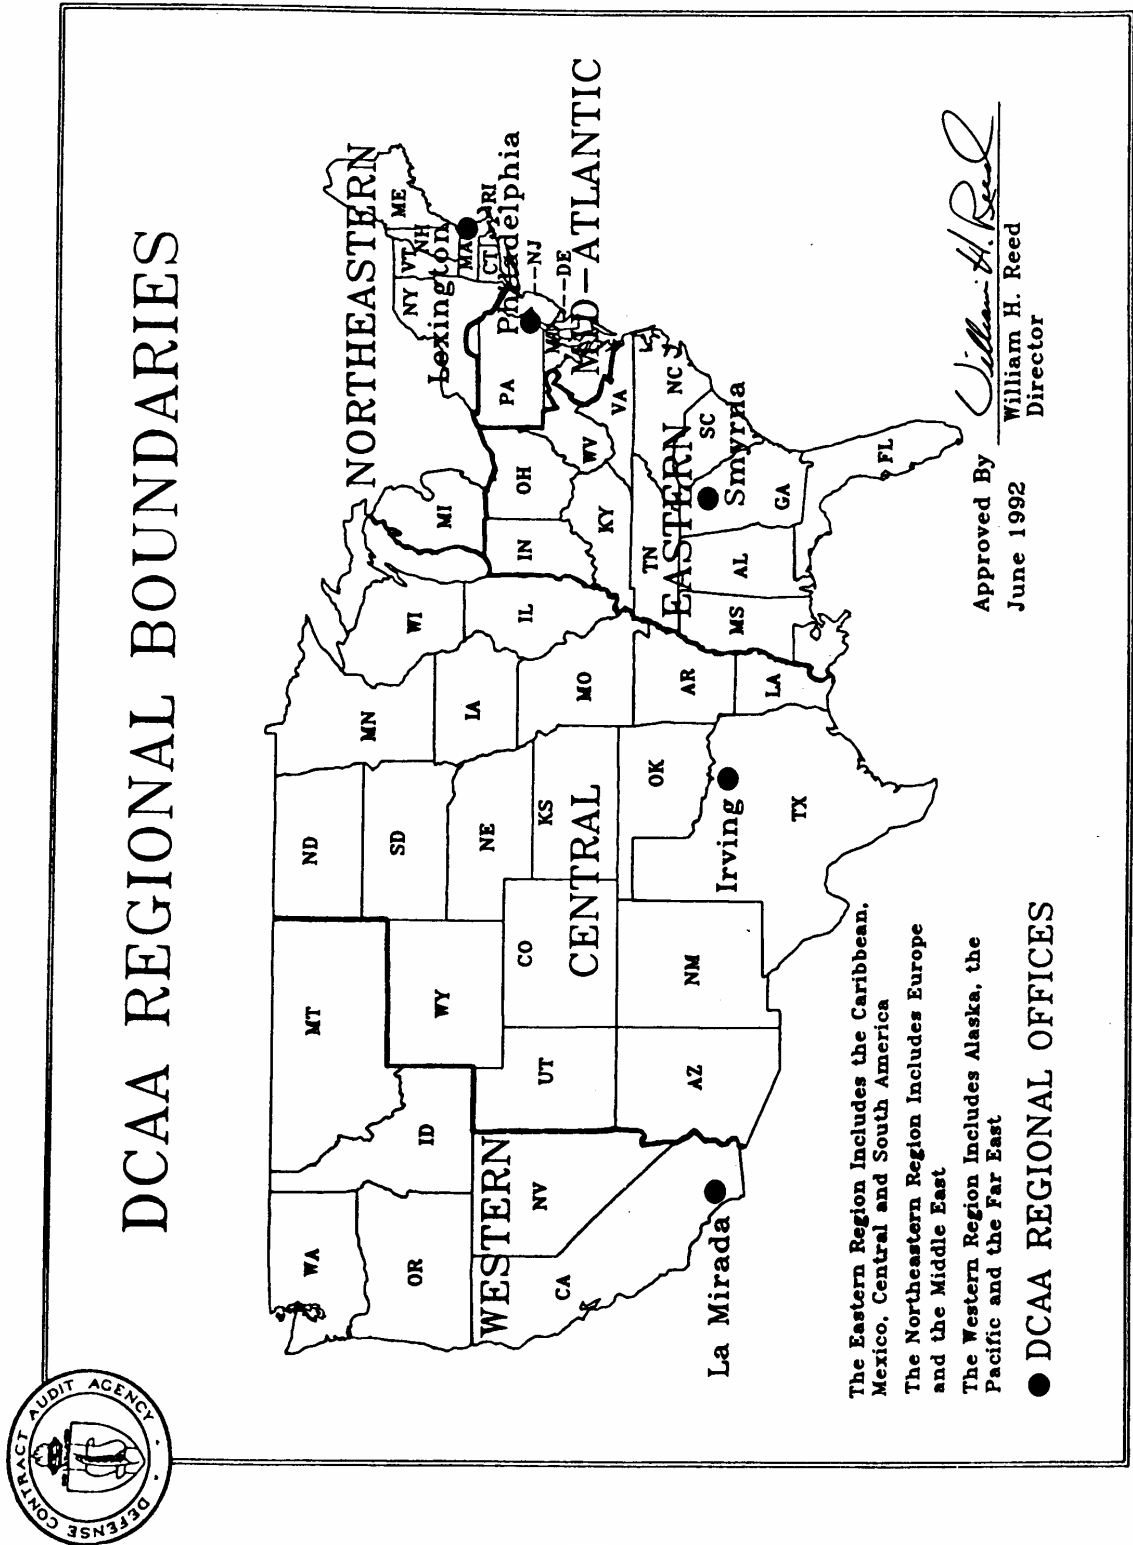 DEFENSE CONTRACT AUDIT AGENCY
DCAA REGIONAL BOUNDARIES
NORTHEASTERN
Lexington
Philadelphia
MID-ATLANTIC
WESTERN
CENTRAL
EASTERN
La Mirada
Irving
Smyrna
WA
OR
CA
NV
ID
MT
WY
UT
AZ
CO
NM
ND
SD
NE
KS
OK
TX
MN
IA
MO
AR
LA
WI
IL
MS
MI
IN
OH
KY
TN
AL
GA
FL
SC
NC
VA
WV
PA
NY
VT
NH
ME
MA
CT
RI
--NJ
---DE
The Eastern Region Includes the Caribbean,
Mexico, Central and South America
The Northeastern Region Includes Europe
and the Middle East
The Western Region Includes Alaska, the
Pacific and the Far East
● DCAA REGIONAL OFFICES
Approved By William H. Reed
William H. Reed
June 1992
Director